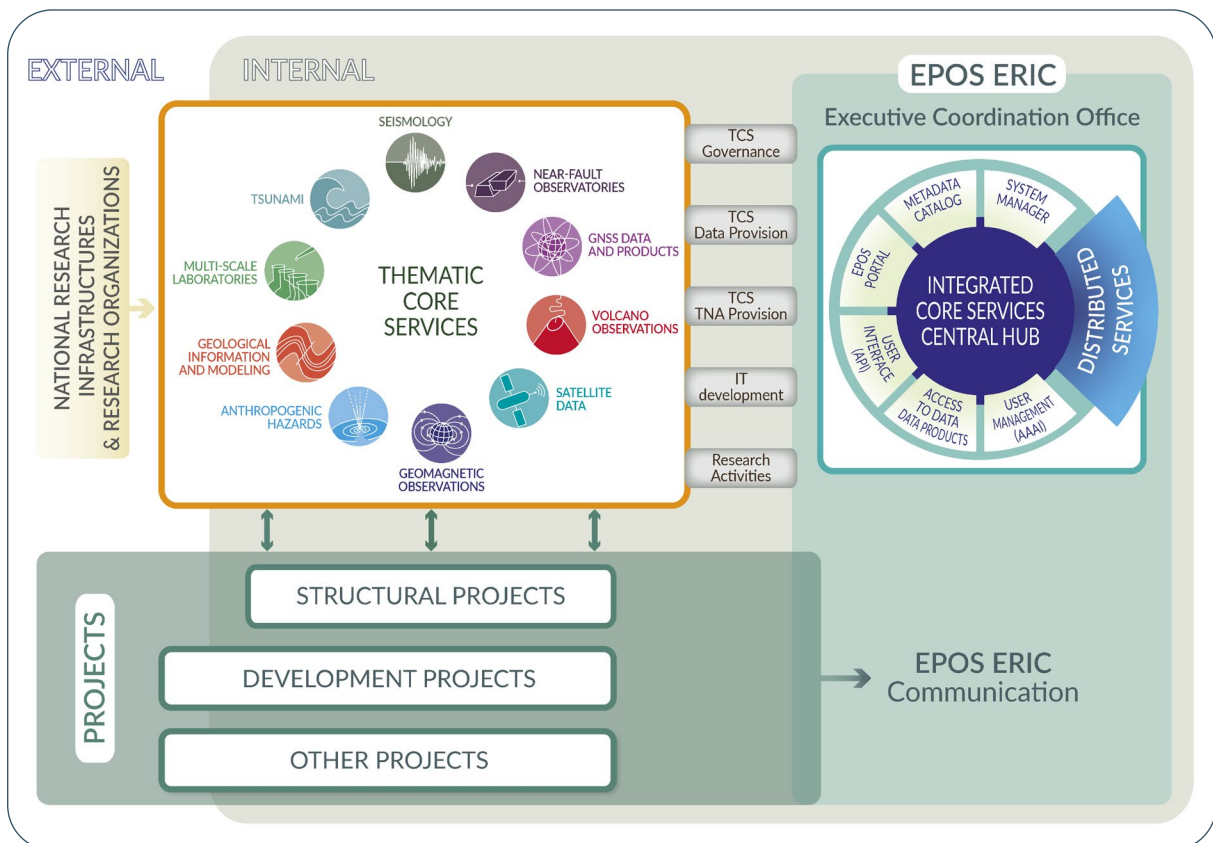 EXTERNAL
INTERNAL
NATIONAL RESEARCH
INFRASTRUCTURES
& RESEARCH ORGANIZATIONS
SEISMOLOGY
NEAR-FAULT
OBSERVATORIES
TSUNAMI
GNSS DATA
AND PRODUCTS
MULTI-SCALE
LABORATORIES
THEMATIC
CORE
SERVICES
VOLCANO
OBSERVATIONS
GEOLOGICAL
INFORMATION
AND MODELING
SATELLITE
DATA
ANTHROPOGENIC
HAZARDS
GEOMAGNETIC
OBSERVATIONS
TCS
Governance
TCS
Data Provision
TCS
TNA Provision
IT
development
Research
Activities
EPOS ERIC
Executive Coordination Office
METADATA
CATALOG
SYSTEM
MANAGER
EPOS
PORTAL
INTEGRATED
CORE SERVICES
CENTRAL HUB
DISTRIBUTED
SERVICES
USER
INTERFACE
(API)
ACCESS
TO DATA
DATA PRODUCTS
USER
MANAGEMENT
(AAAI)
PROJECTS
STRUCTURAL PROJECTS
DEVELOPMENT PROJECTS
OTHER PROJECTS
EPOS ERIC
Communication